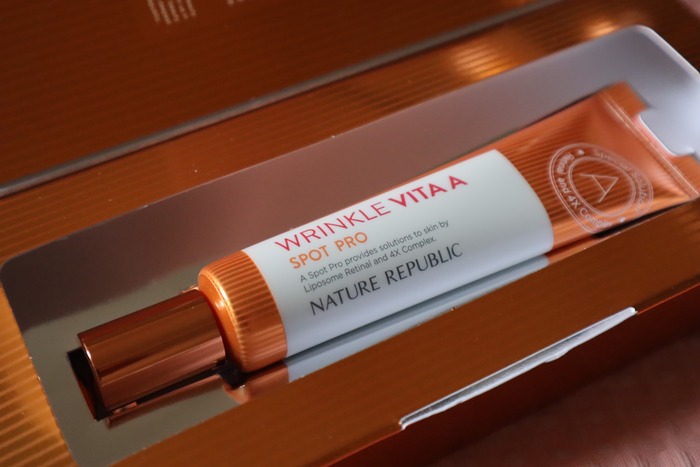 WRINKLE VITA A
SPOT PRO
A Spot Pro provides solutions to skin by
Liposome Retinal and 4X Complex.
NATURE REPUBLIC